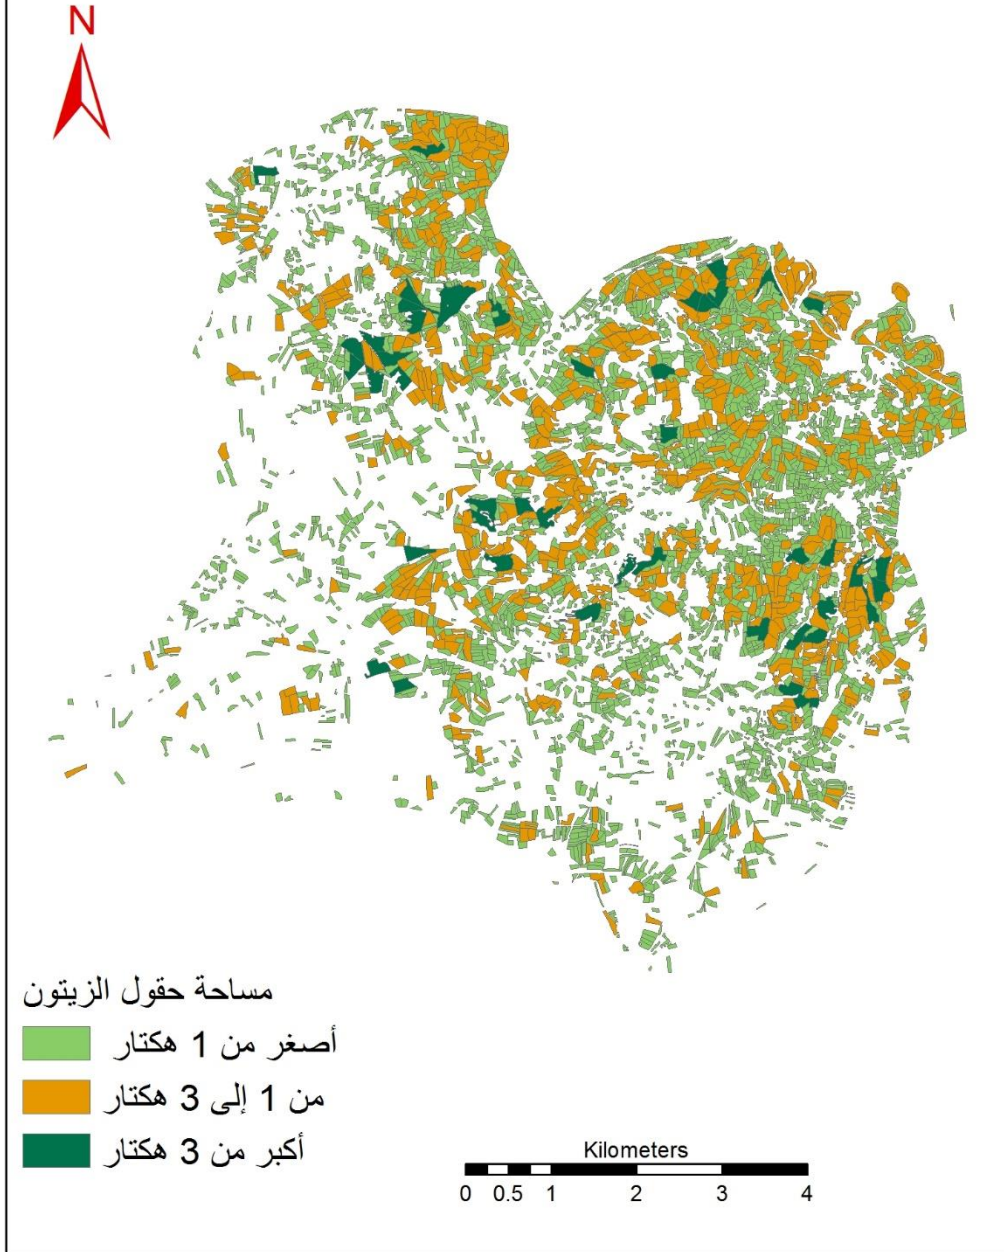 N
مساحة حقول الزيتون
أصغر من 1 هكتار
من 1 إلى 3 هكتار
أكبر من 3 هكتار
Kilometers
0 0.5 1 2 3 4